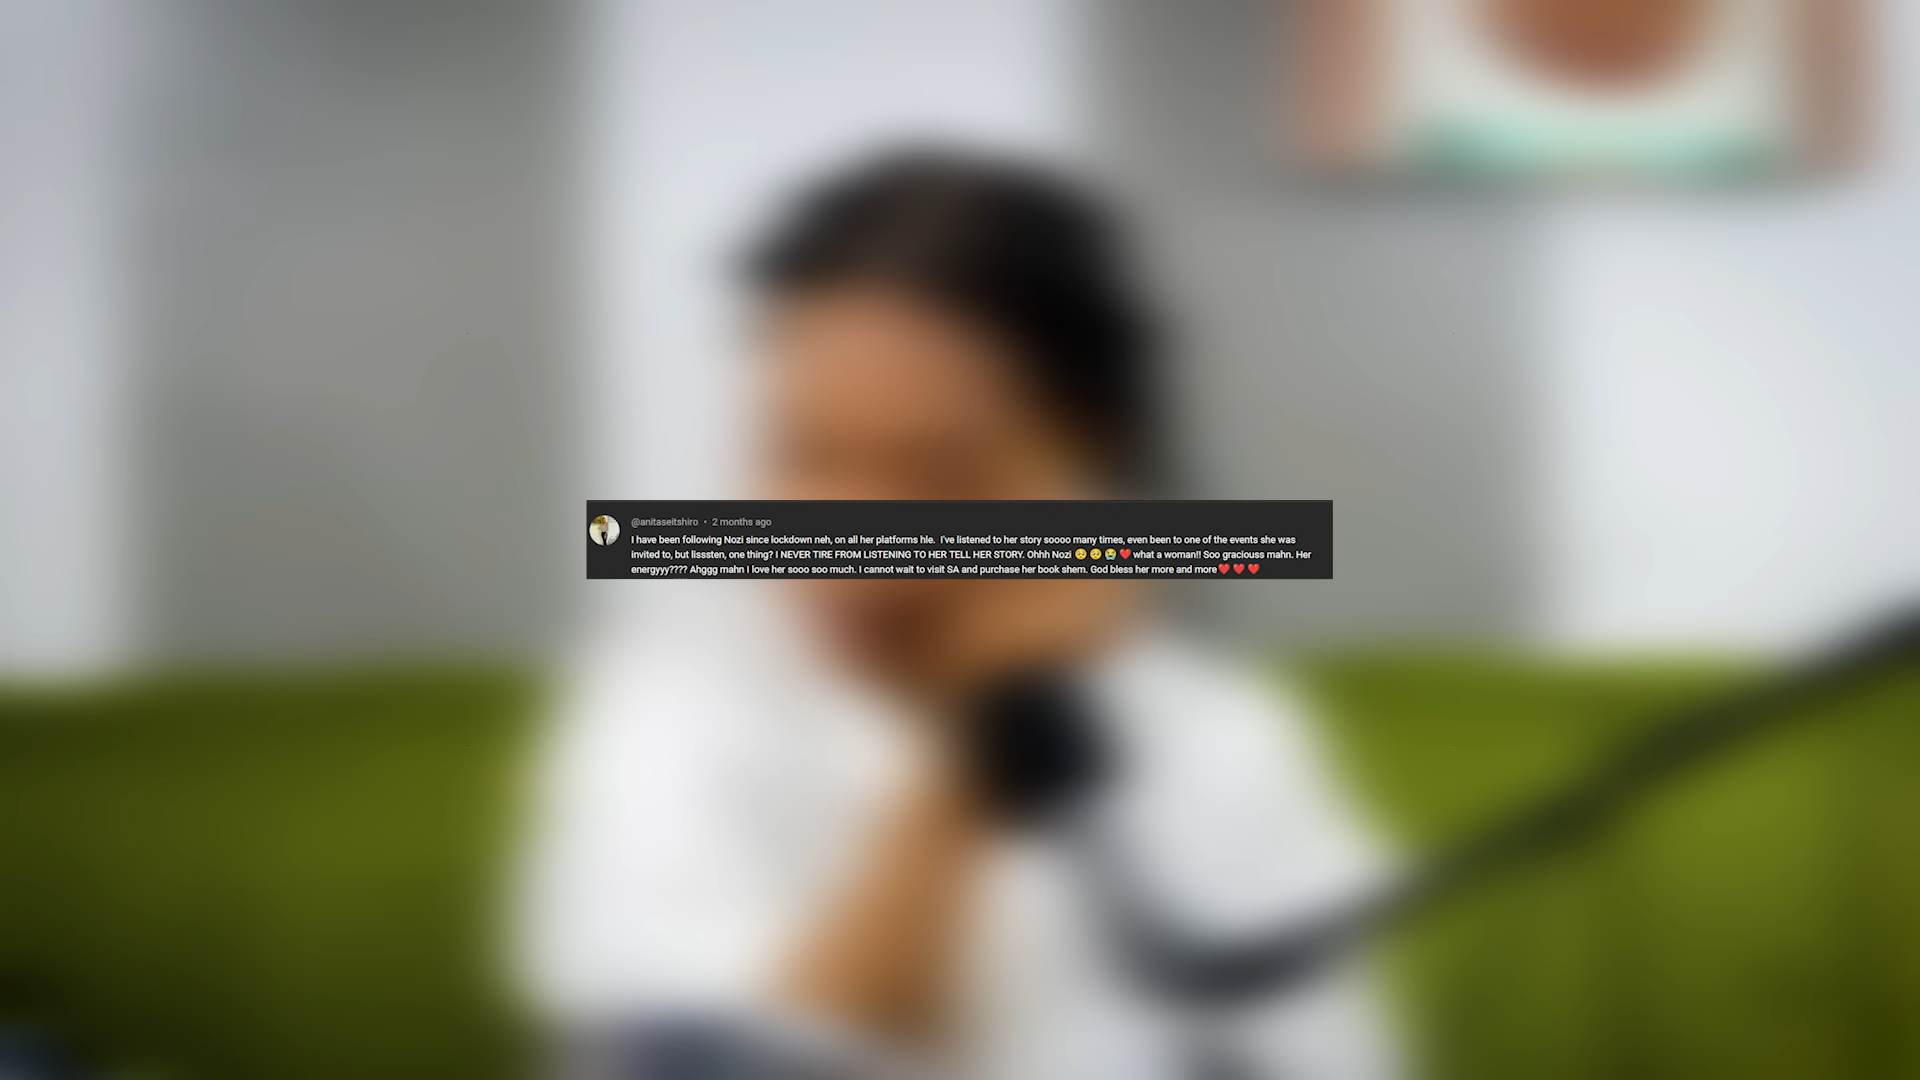 @anitaseitshiro • 2 months ago
I have been following Nozi since lockdown neh, on all her platforms hle. I've listened to her story soooo many times, even been to one of the events she was
invited to, but lisssten, one thing? I NEVER TIRE FROM LISTENING TO HER TELL HER STORY. Ohhh Nozi 🥺🥺😭❤️ what a woman!! Soo graciouss mahn. Her
energyyy???? Ahggg mahn I love her sooo soo much. I cannot wait to visit SA and purchase her book shem. God bless her more and more❤️❤️❤️